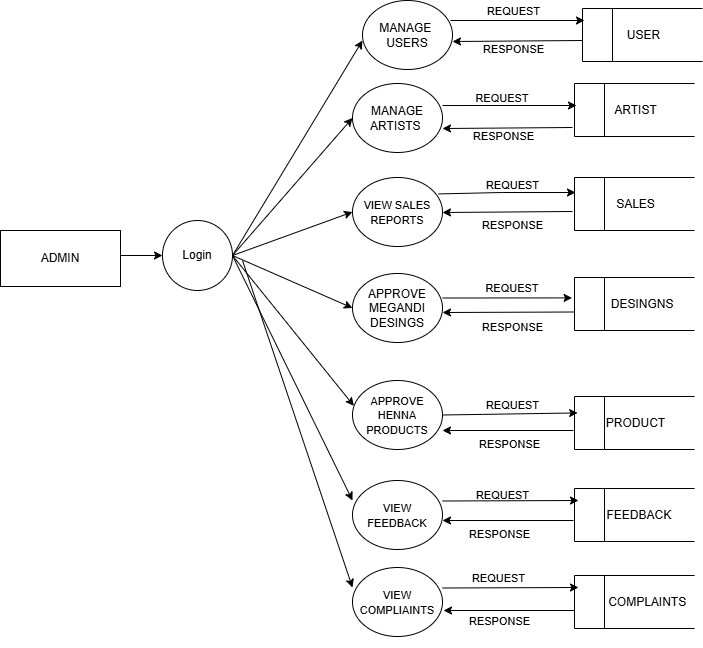 MANAGE
USERS
REQUEST
RESPONSE
USER
MANAGE
ARTISTS
REQUEST
RESPONSE
ARTIST
VIEW SALES
REPORTS
REQUEST
RESPONSE
SALES
ADMIN
Login
APPROVE
MEGANDI
DESINGS
REQUEST
RESPONSE
DESINGNS
APPROVE
HENNA
PRODUCTS
REQUEST
RESPONSE
PRODUCT
VIEW
FEEDBACK
REQUEST
RESPONSE
FEEDBACK
VIEW
COMPLIAINTS
REQUEST
RESPONSE
COMPLAINTS